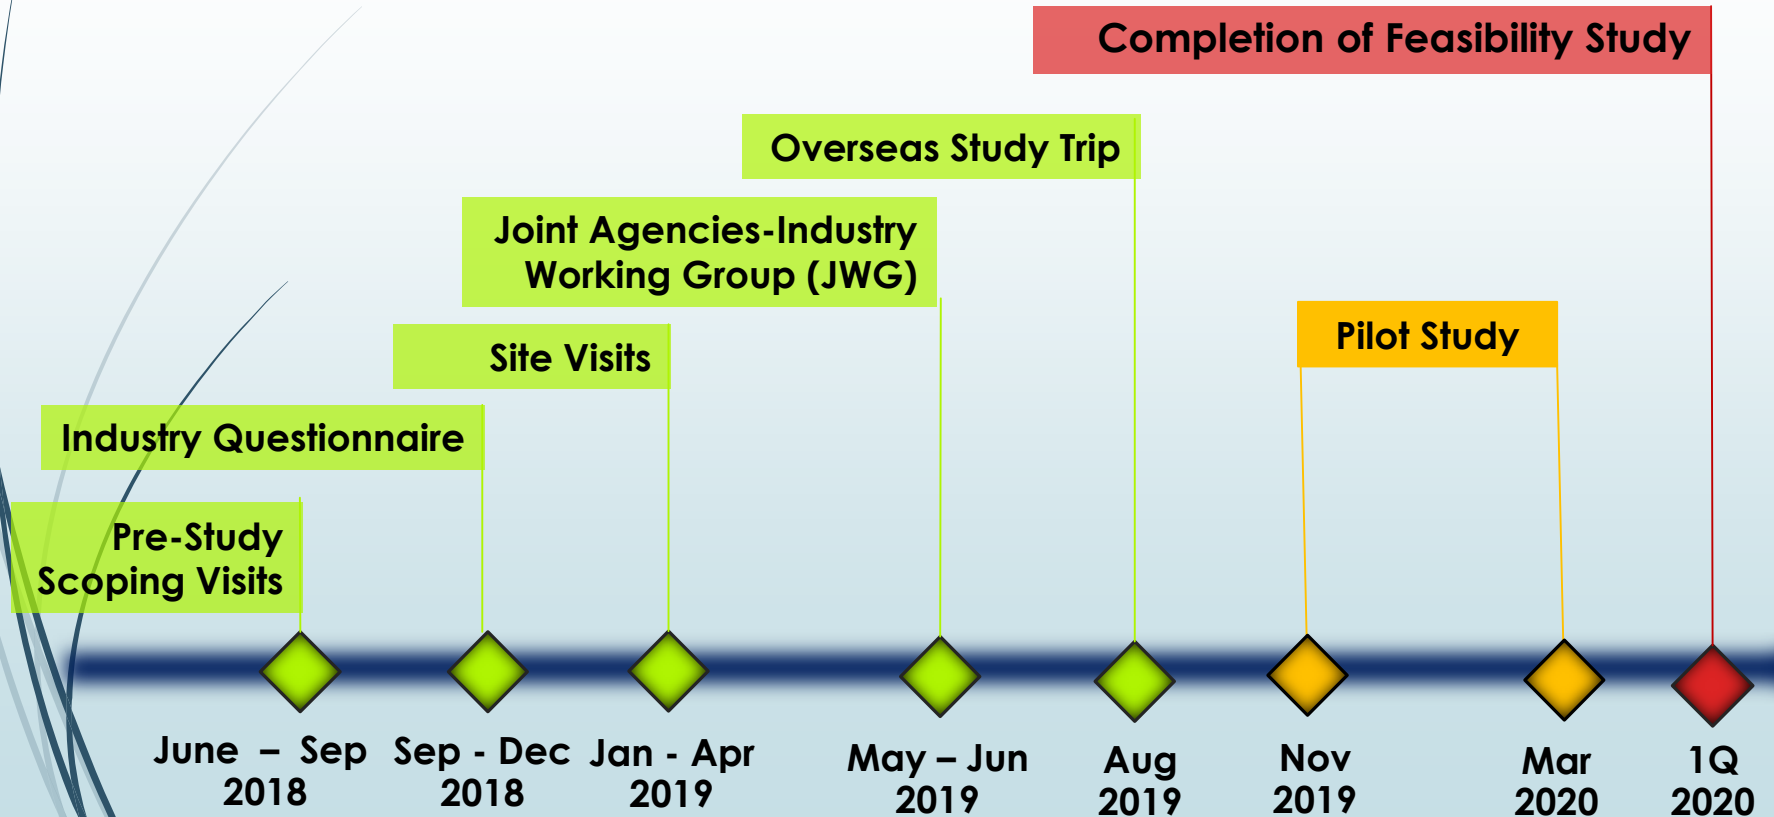 Completion of Feasibility Study
Overseas Study Trip
Joint Agencies-Industry
Working Group (JWG)
Pilot Study
Site Visits
Industry Questionnaire
Pre-Study
Scoping Visits
June – Sep
2018
Sep - Dec
2018
Jan - Apr
2019
May – Jun
2019
Aug
2019
Nov
2019
Mar
2020
1Q
2020